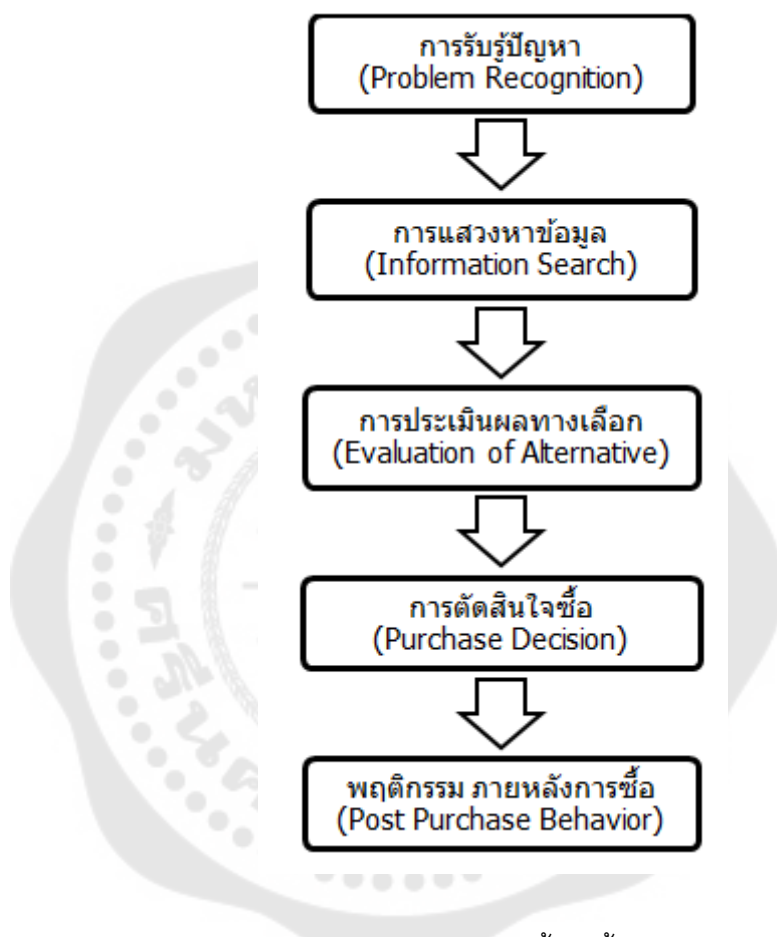 การรับรู้ปัญหา
(Problem Recognition)
การแสวงหาข้อมูล
(Information Search)
การประเมินผลทางเลือก
(Evaluation of Alternative)
การตัดสินใจซื้อ
(Purchase Decision)
พฤติกรรม ภายหลังการซื้อ
(Post Purchase Behavior)